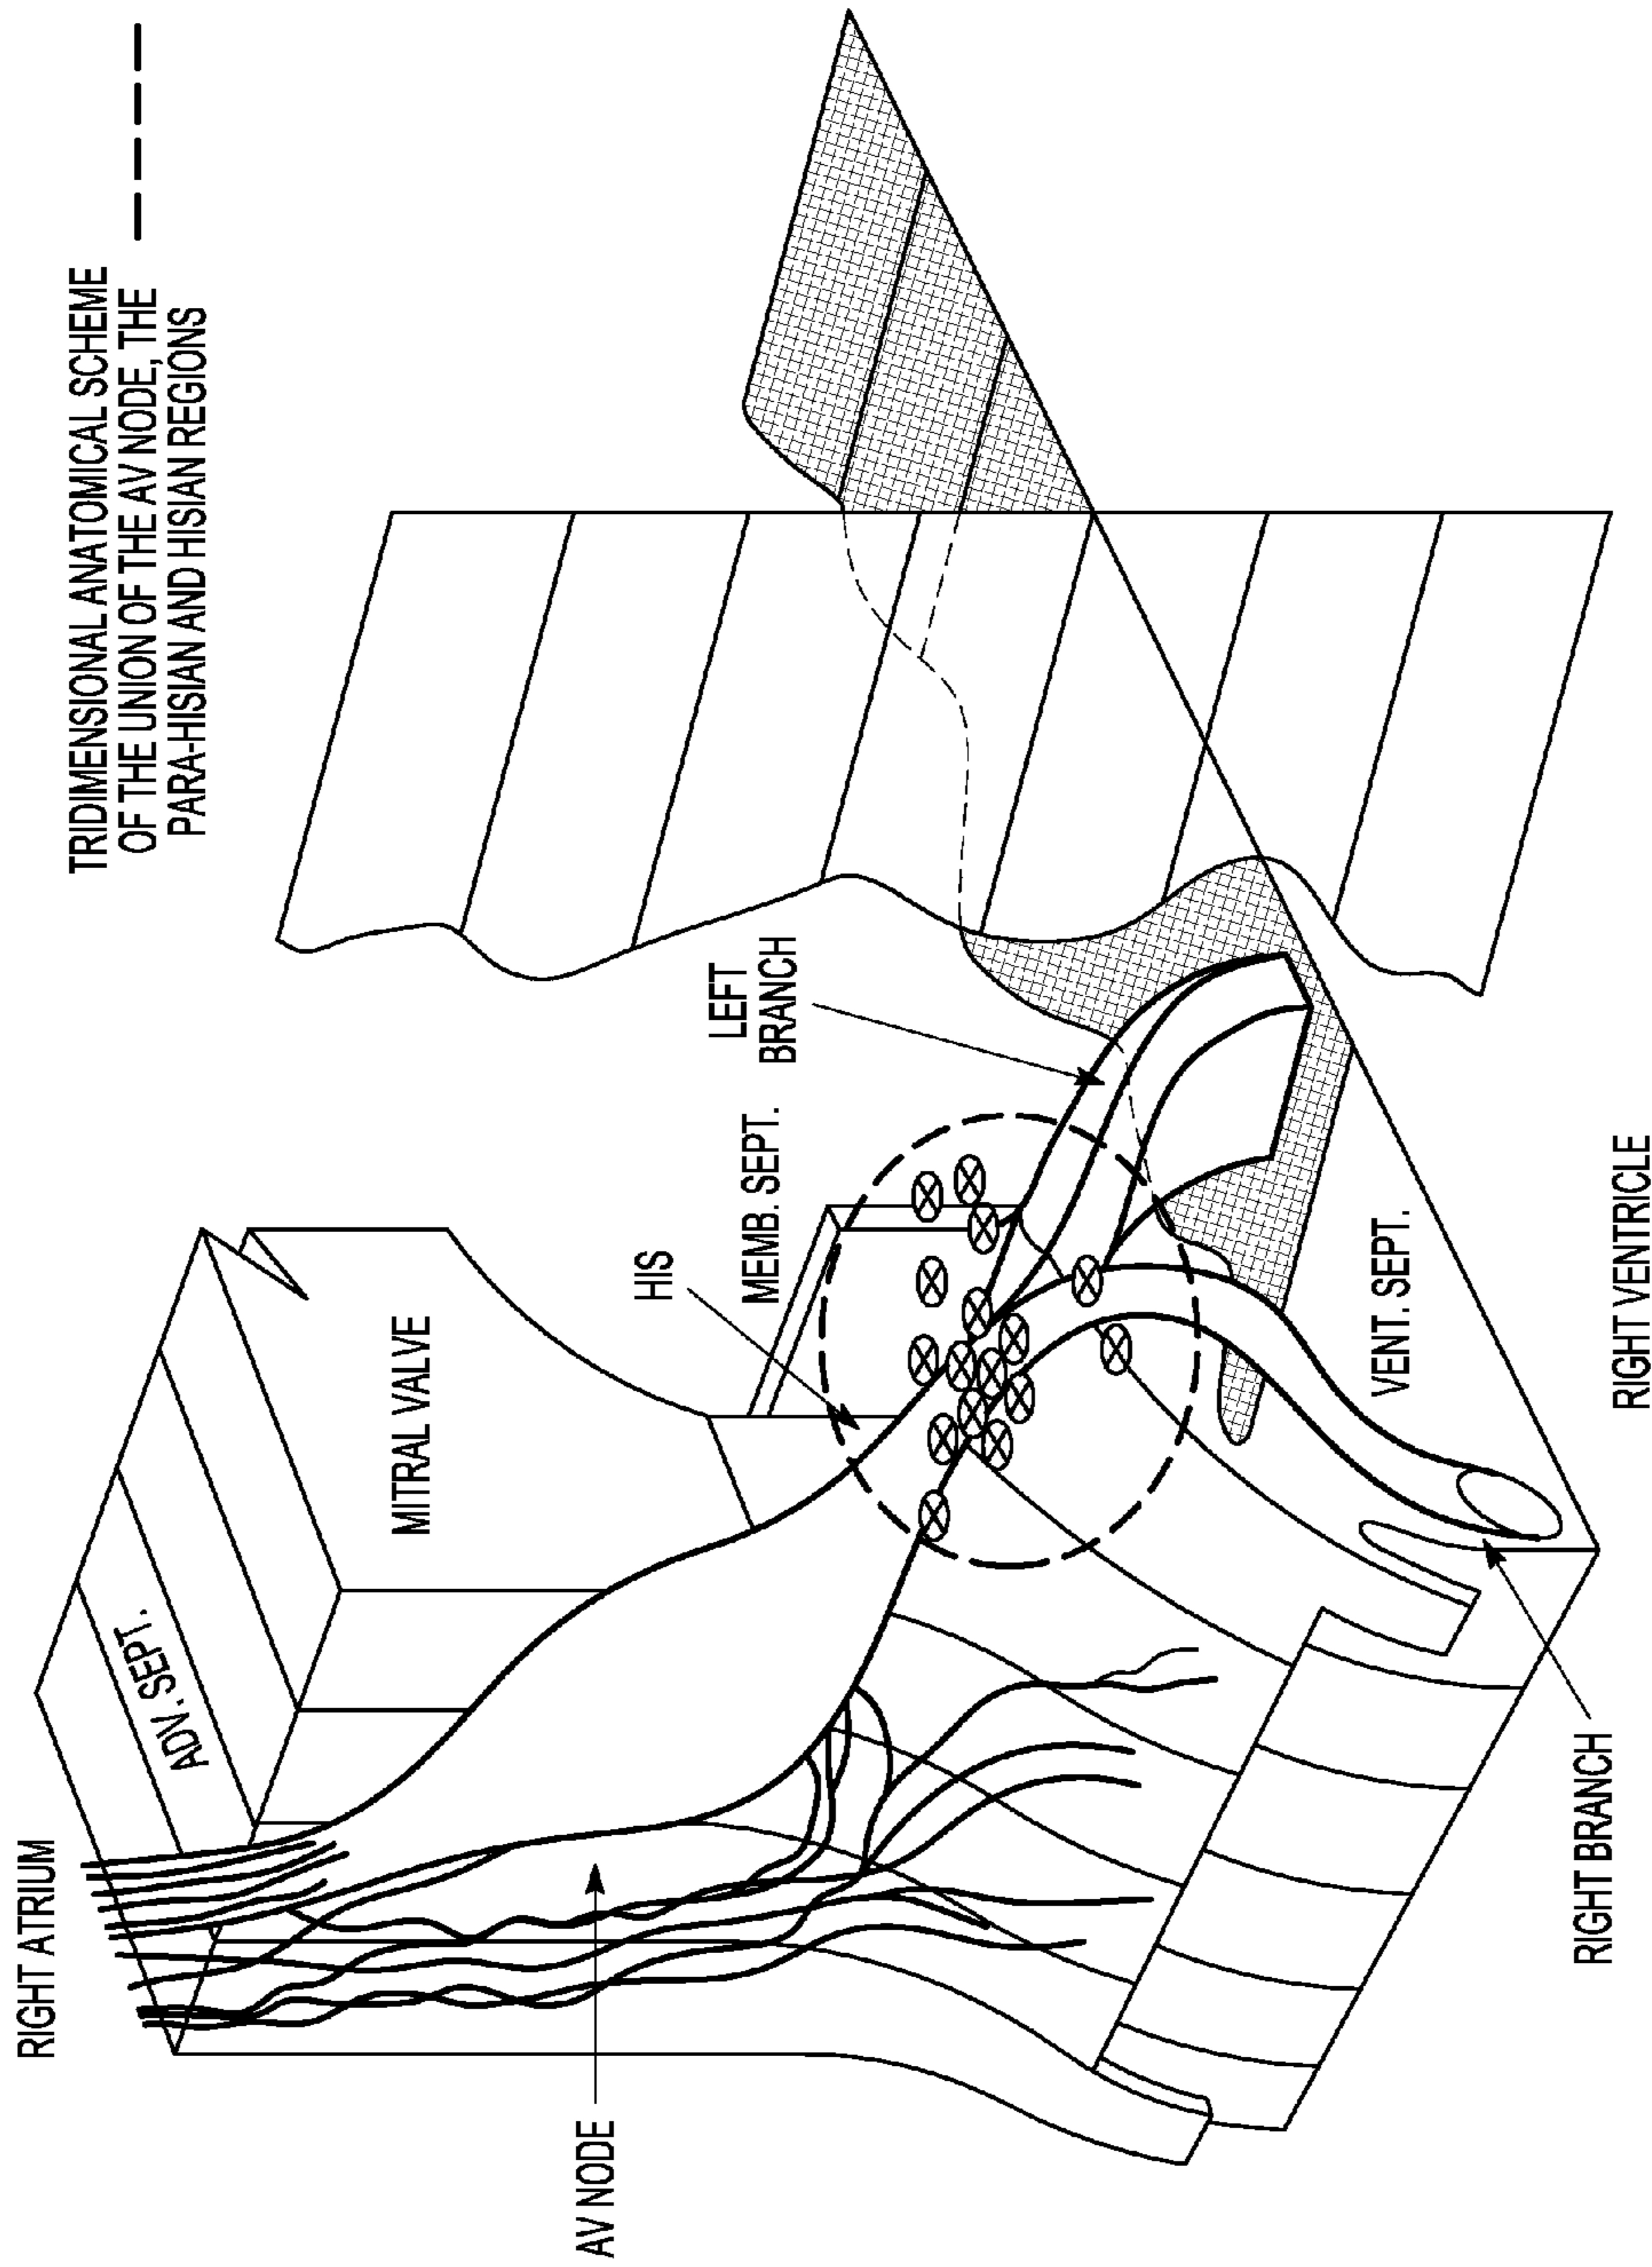 TRIDIMENSIONAL ANATOMICAL SCHEME
OF THE UNION OF THE AV NODE, THE
PARA-HISIAN AND HISIAN REGIONS
RIGHT ATRIUM
ADV. SEPT.
MITRAL VALVE
AV NODE
HIS
MEMB. SEPT.
LEFT
BRANCH
VENT. SEPT.
RIGHT BRANCH
RIGHT VENTRICLE